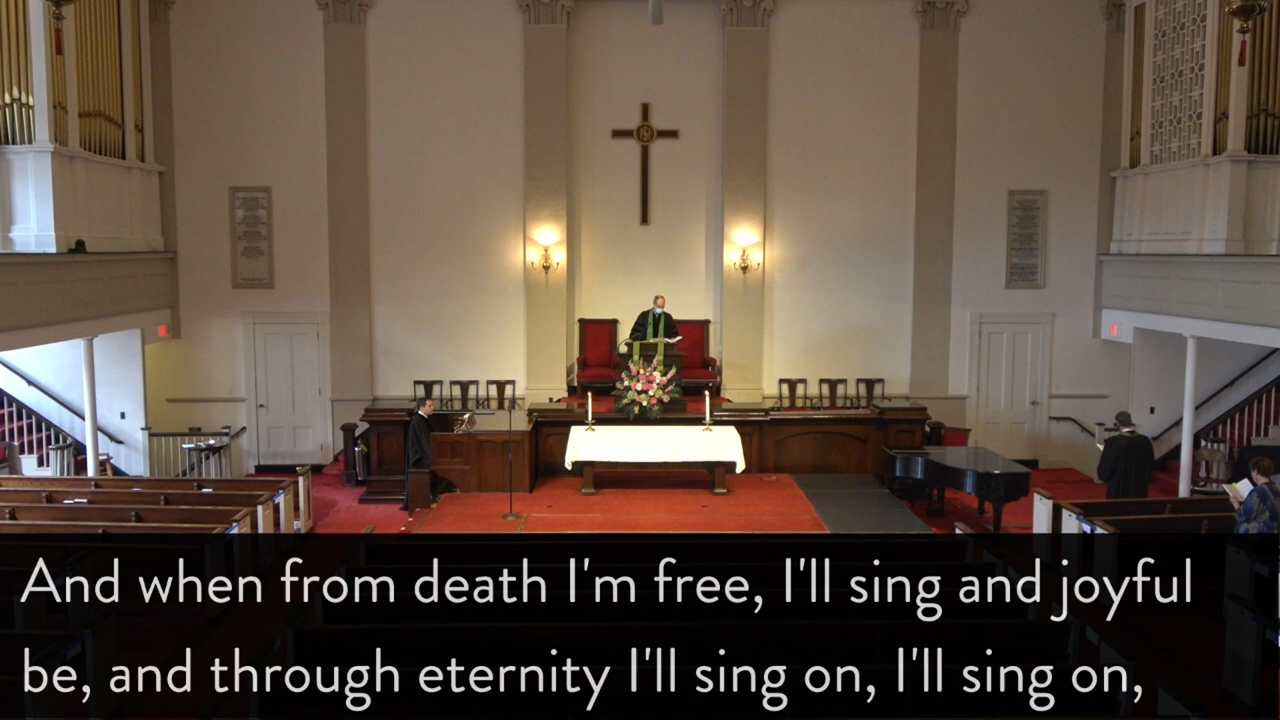 And when from death I'm free, I'll sing and joyful
be, and through eternity I'll sing on, I'll sing on,